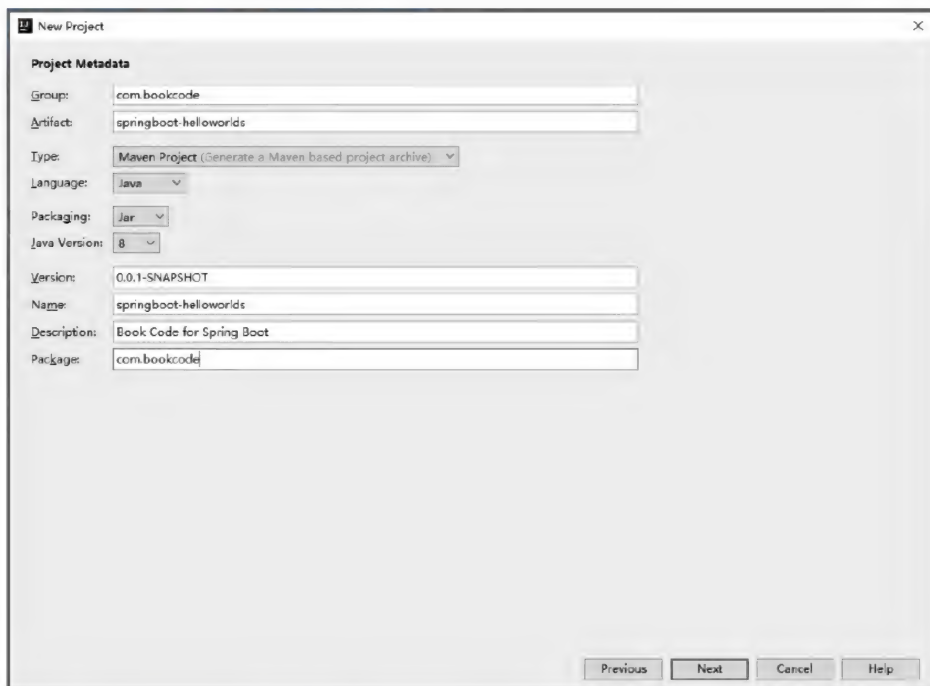 New Project
Project Metadata
Group: com.bookcode
Artifact: springboot-helloworlds
Type: Maven Project (Generate a Maven based project archive)
Language: Java
Packaging: Jar
Java Version: 8
Version: 0.0.1-SNAPSHOT
Name: springboot-helloworlds
Description: Book Code for Spring Boot
Package: com.bookcode
Previous Next Cancel Help